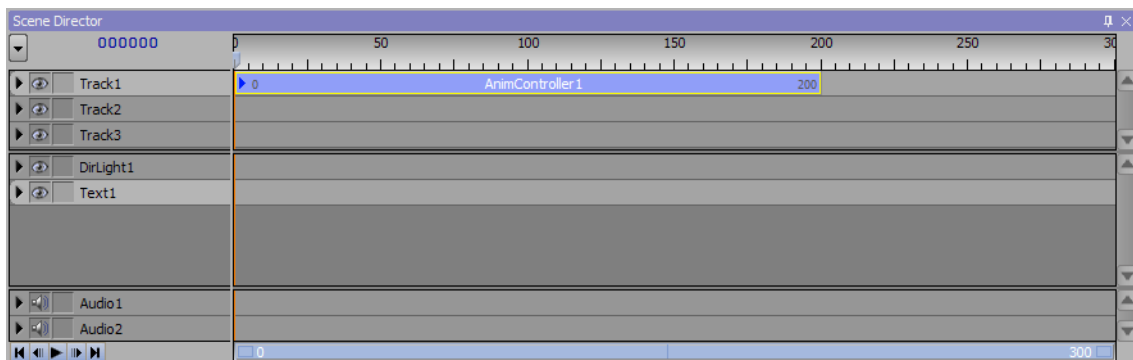 Scene Director
000000 0 50 100 150 200 250 30
Track1 0 AnimController1 200
Track2
Track3
DirLight1
Text1
Audio1
Audio2
0 300